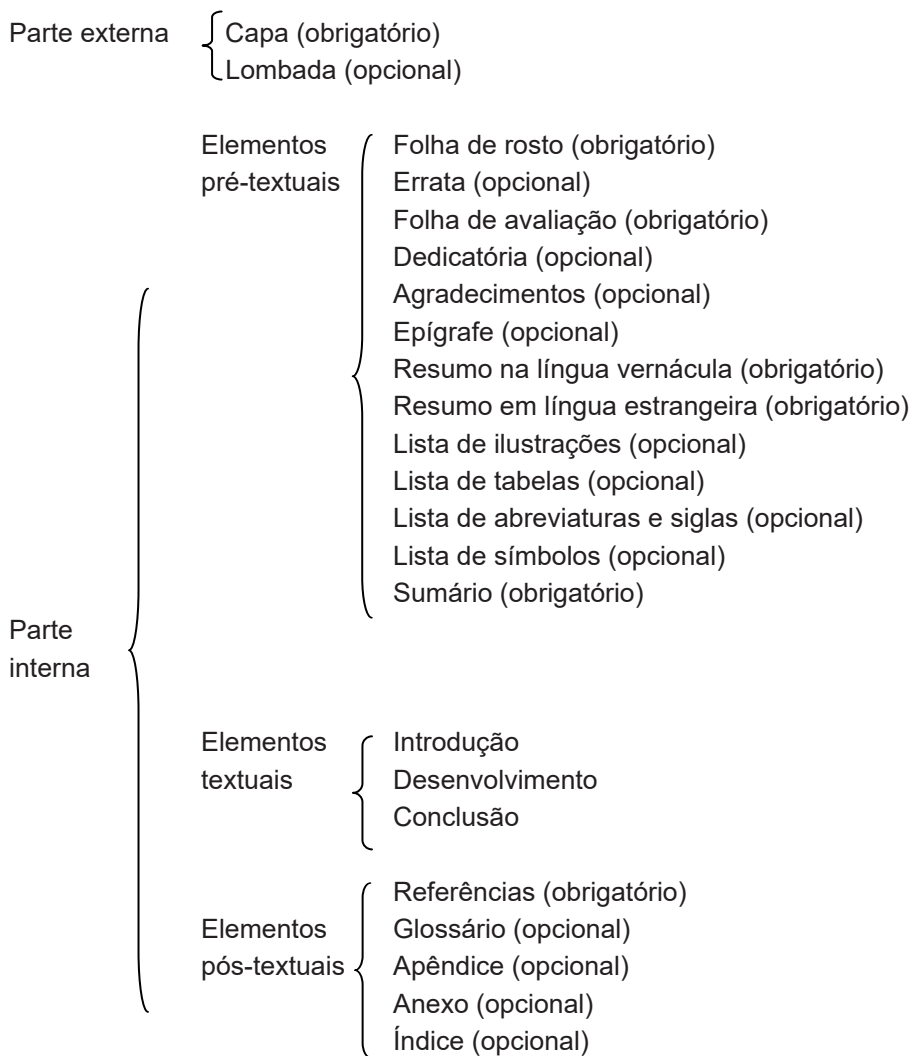 Parte externa
Capa (obrigatório)
Lombada (opcional)
Parte
interna
Elementos
pré-textuais
Folha de rosto (obrigatório)
Errata (opcional)
Folha de avaliação (obrigatório)
Dedicatória (opcional)
Agradecimentos (opcional)
Epígrafe (opcional)
Resumo na língua vernácula (obrigatório)
Resumo em língua estrangeira (obrigatório)
Lista de ilustrações (opcional)
Lista de tabelas (opcional)
Lista de abreviaturas e siglas (opcional)
Lista de símbolos (opcional)
Sumário (obrigatório)
Elementos
textuais
Introdução
Desenvolvimento
Conclusão
Elementos
pós-textuais
Referências (obrigatório)
Glossário (opcional)
Apêndice (opcional)
Anexo (opcional)
Índice (opcional)